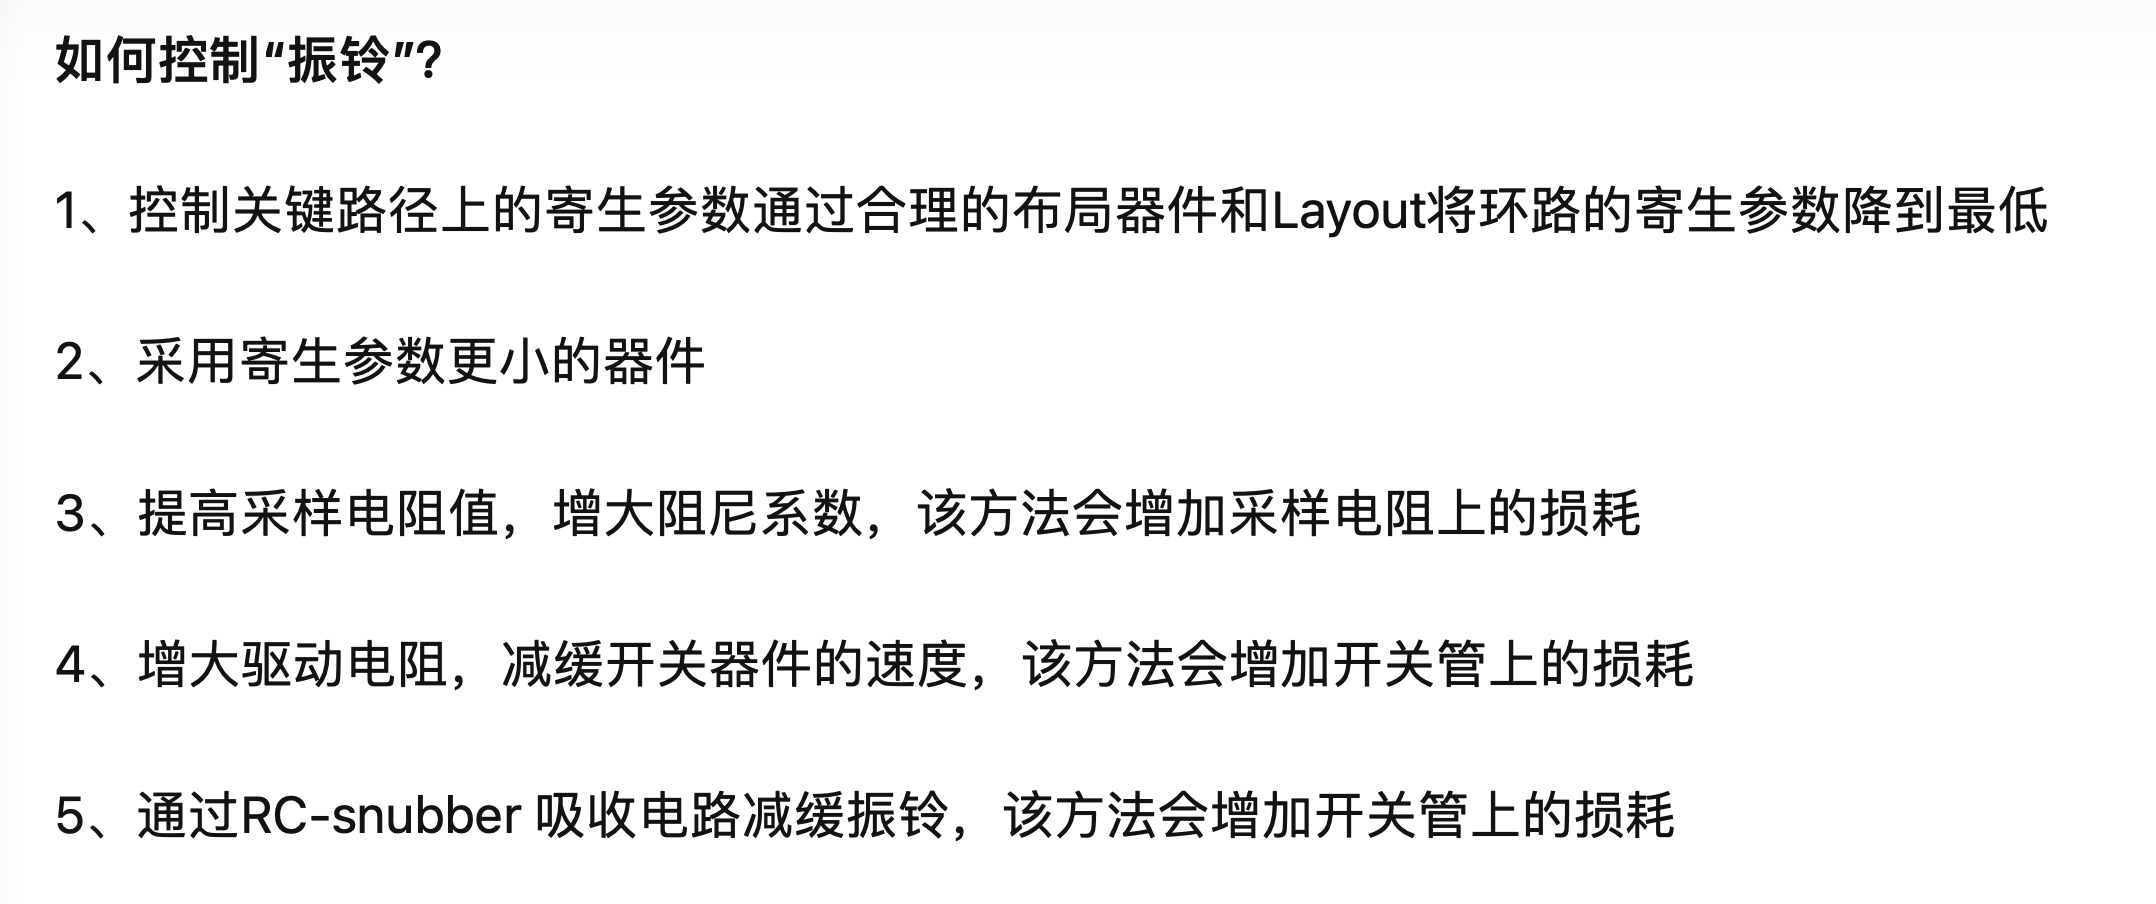 如何控制“振铃”?
1、控制关键路径上的寄生参数通过合理的布局器件和Layout将环路的寄生参数降到最低
2、采用寄生参数更小的器件
3、提高采样电阻值，增大阻尼系数，该方法会增加采样电阻上的损耗
4、增大驱动电阻，减缓开关器件的速度，该方法会增加开关管上的损耗
5、通过RC-snubber 吸收电路减缓振铃，该方法会增加开关管上的损耗